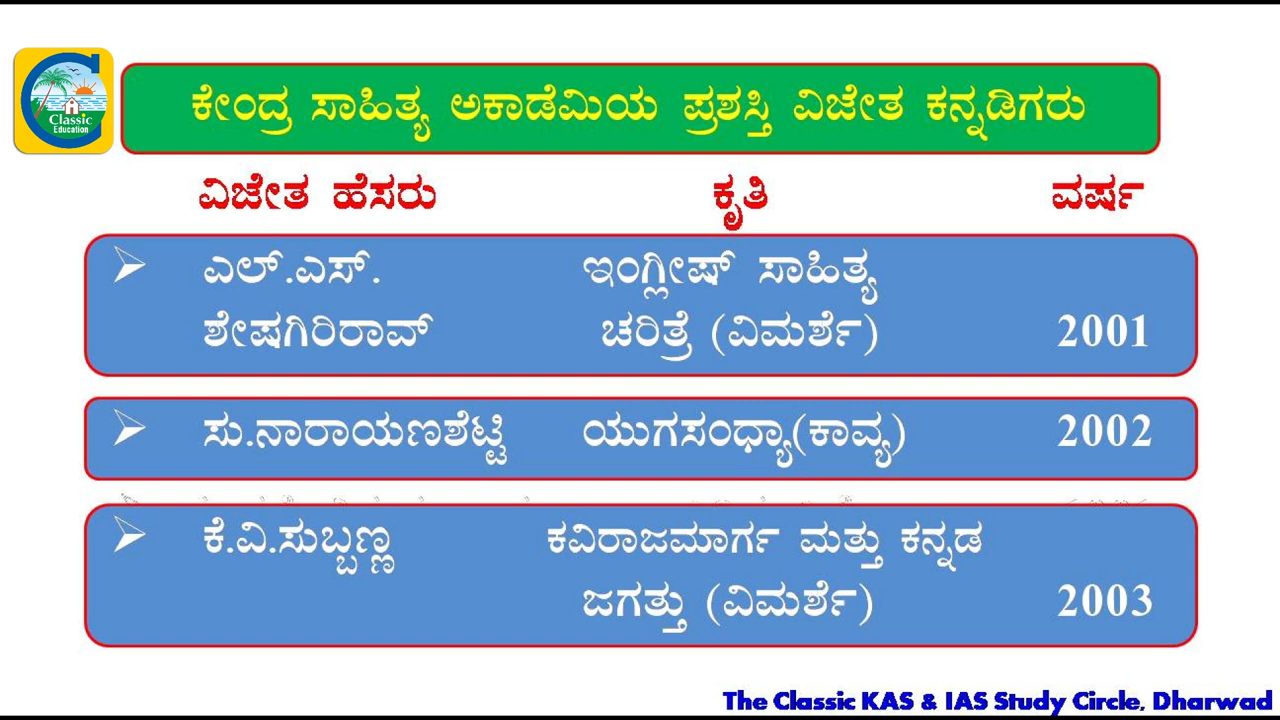 Classic
Education
ಕೇಂದ್ರ ಸಾಹಿತ್ಯ ಅಕಾಡೆಮಿಯ ಪ್ರಶಸ್ತಿ ವಿಜೇತ ಕನ್ನಡಿಗರು
ವಿಜೇತ ಹೆಸರು ಕೃತಿ ವರ್ಷ
➢ ಎಲ್.ಎಸ್. ಇಂಗ್ಲೀಷ್ ಸಾಹಿತ್ಯ
ಶೇಷಗಿರಿರಾವ್ ಚರಿತ್ರೆ (ವಿಮರ್ಶೆ) 2001
➢ ಸು.ನಾರಾಯಣಶೆಟ್ಟಿ ಯುಗಸಂಧ್ಯಾ(ಕಾವ್ಯ) 2002
➢ ಕೆ.ವಿ.ಸುಬ್ಬಣ್ಣ ಕವಿರಾಜಮಾರ್ಗ ಮತ್ತು ಕನ್ನಡ
ಜಗತ್ತು (ವಿಮರ್ಶೆ) 2003
The Classic KAS & IAS Study Circle, Dharwad